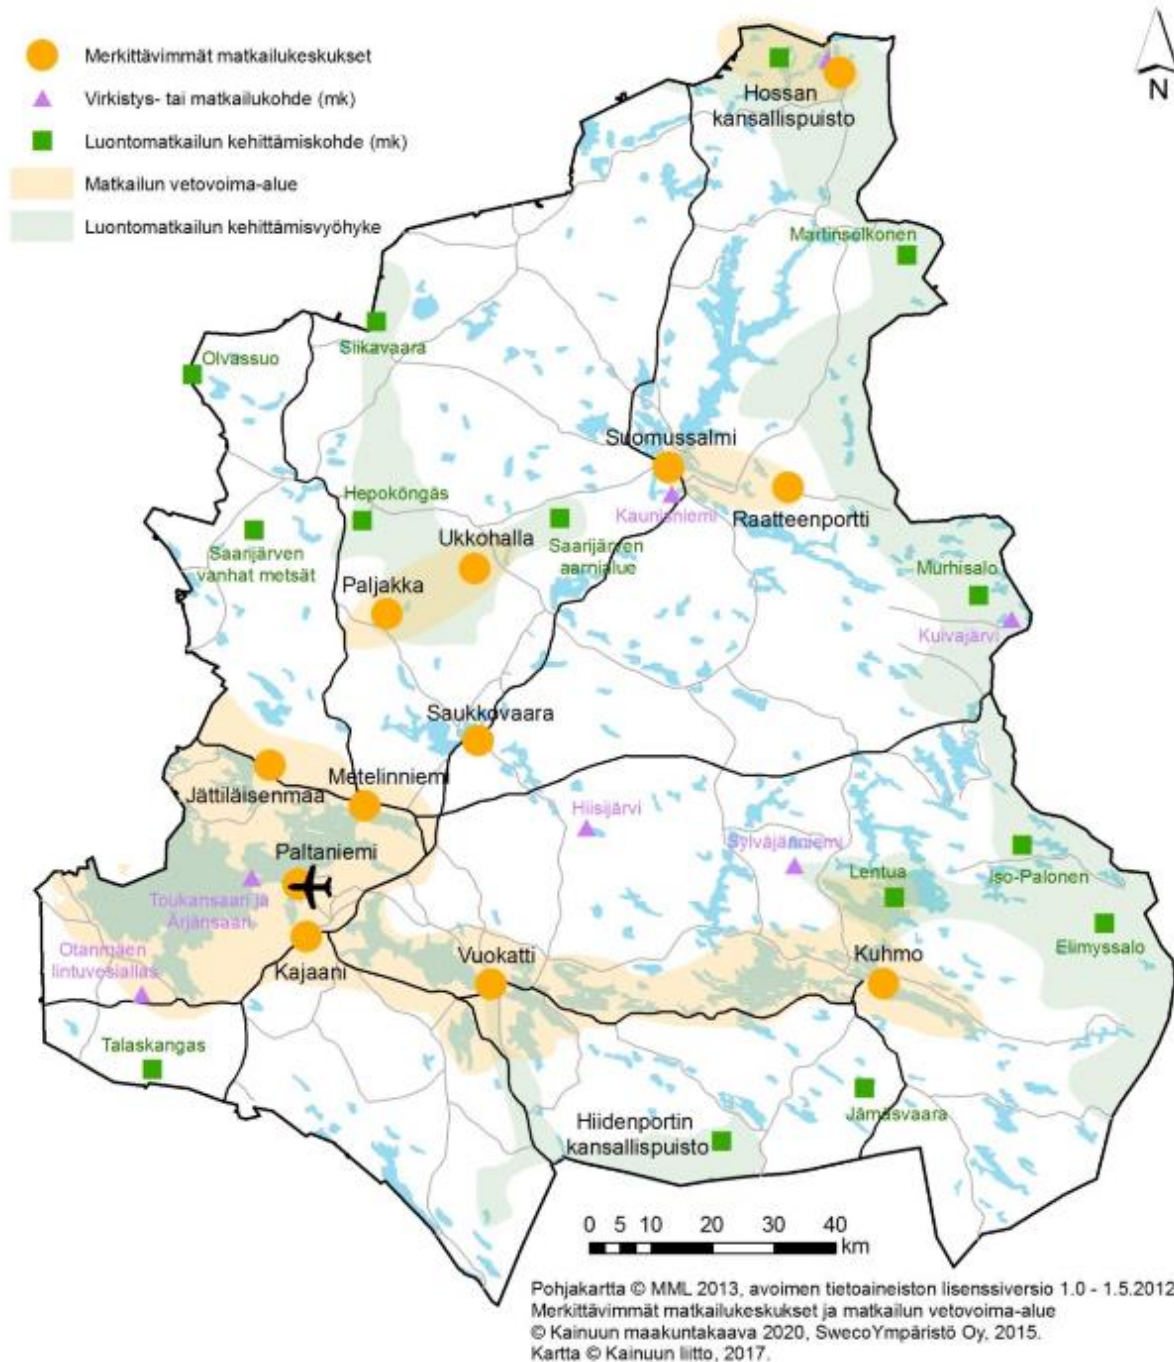 Merkittävimmät matkailukeskukset
Virkistys- tai matkailukohde (mk)
Luontomatkailun kehittämiskohde (mk)
Matkailun vetovoima-alue
Luontomatkailun kehittämisvyöhyke
N
Hossan
kansallispuisto
Martinselkonen
Siikavaara
Olvassuo
Suomussalmi
Kaunisniemi
Raatteenportti
Hepoköngäs
Ukkohalla
Saarijärven
aarnialue
Saarijärven
vanhat metsät
Paljakka
Murhisalo
Kuivajärvi
Saukkovaara
Metelinniemi
Jättiläisenmaa
Hiisijärvi
Sylväjänniemi
Paltaniemi
Lentua
Iso-Palonen
Toukansaari ja
Ärjänsaari
Elimyssalo
Otanmäen
lintuvesiallas
Kajaani
Vuokatti
Kuhmo
Talaskangas
Jämäsvaara
Hiidenportin
kansallispuisto
0 5 10 20 30 40
km
Pohjakartta © MML 2013, avoimen tietoaineiston lisenssiversio 1.0 - 1.5.2012
Merkittävimmät matkailukeskukset ja matkailun vetovoima-alue
© Kainuun maakuntakaava 2020, SwecoYmpäristö Oy, 2015.
Kartta © Kainuun liitto, 2017.